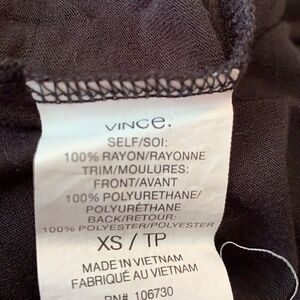 VINCE.
SELF/SOI:
100% RAYON/RAYONNE
TRIM/MOULURES:
FRONT/AVANT
100% POLYURETHANE/
POLYURÉTHANE
BACK/RETOUR:
100% POLYESTER/POLYESTER
XS / TP
MADE IN VIETNAM
FABRIQUÉ AU VIETNAM
RN# 106730